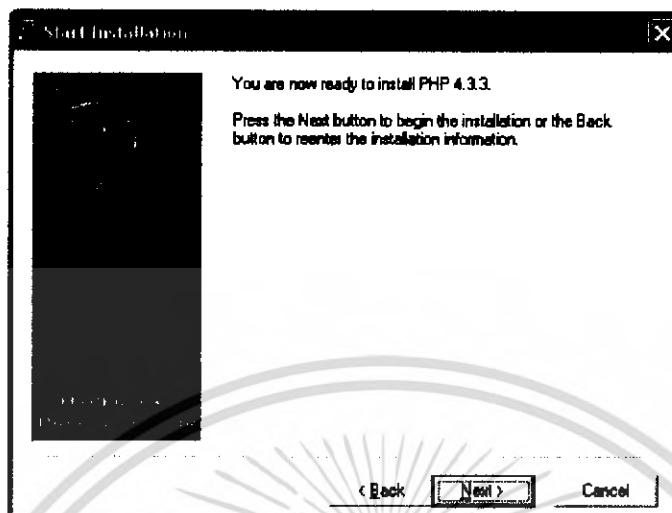 Start Installation
You are now ready to install PHP 4.3.3.
Press the Next button to begin the installation or the Back
button to reenter the installation information.
< Back
Next >
Cancel